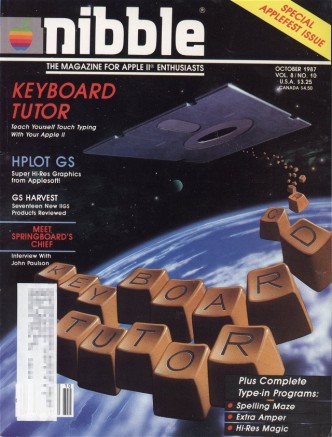 nibble®
SPECIAL
APPLEFEST ISSUE
THE MAGAZINE FOR APPLE II® ENTHUSIASTS
OCTOBER 1987
VOL. 8/NO. 10
U.S.A. $3.25
CANADA $4.50
KEYBOARD
TUTOR
Teach Yourself Touch Typing
With Your Apple II
HPLOT GS
Super Hi-Res Graphics
from Applesoft!
GS HARVEST
Seventeen New IIGS
Products Reviewed
MEET
SPRINGBOARD'S
CHIEF
Interview With
John Paulson
KEYBOARD
TUTOR
10
Plus Complete
Type-in Programs:
• Spelling Maze
• Extra Amper
• Hi-Res Magic